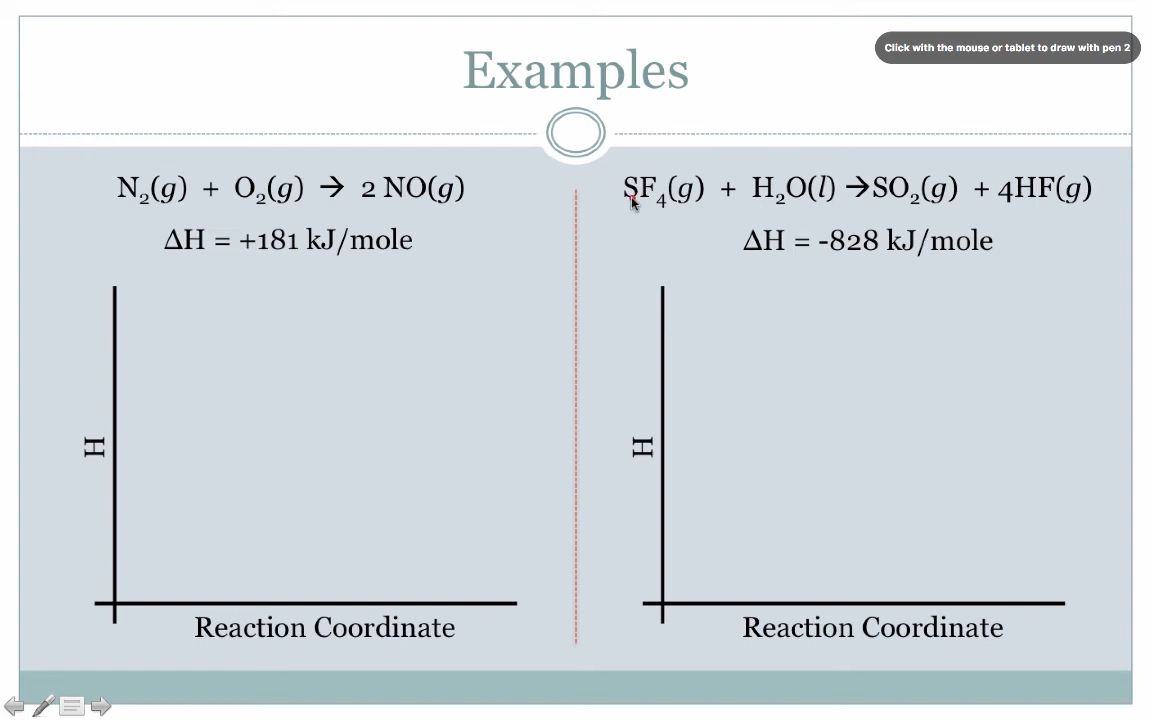 Click with the mouse or tablet to draw with pen 2
Examples
N₂(g) + O₂(g) → 2 NO(g)
ΔH = +181 kJ/mole
H
Reaction Coordinate
SF₄(g) + H₂O(l) →SO₂(g) + 4HF(g)
ΔH = -828 kJ/mole
H
Reaction Coordinate